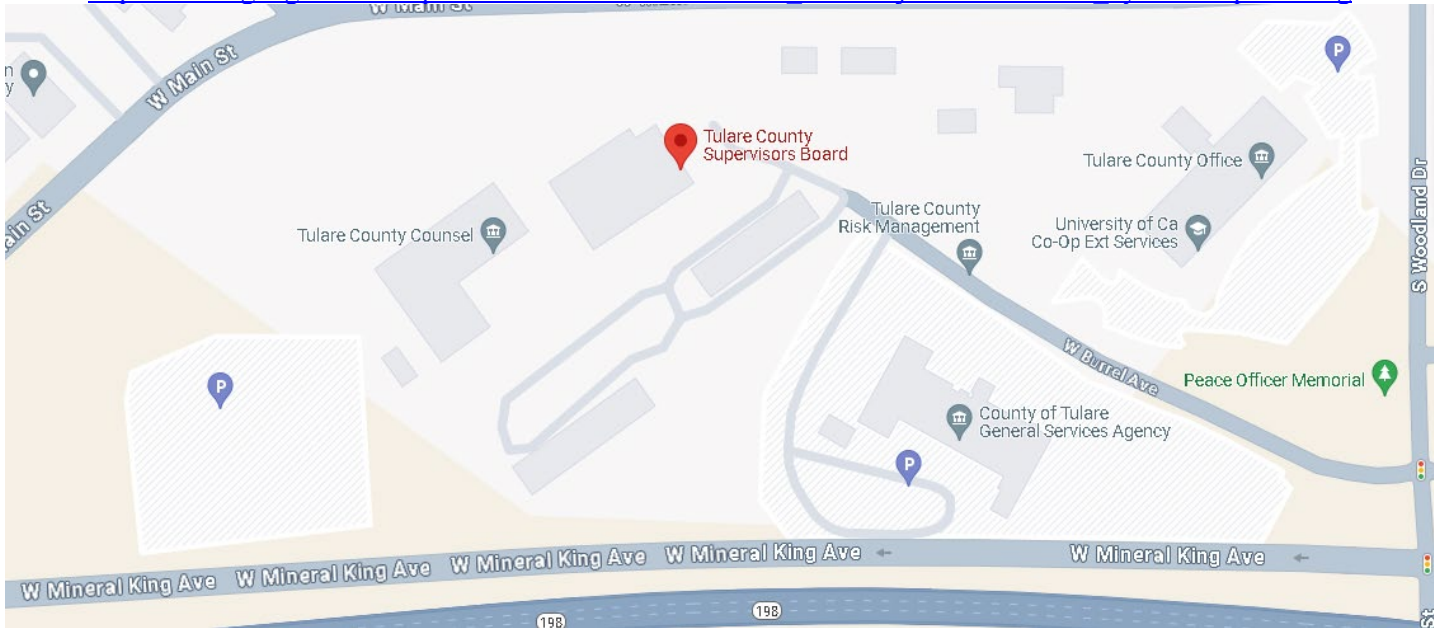 W Main St
P
W Main St
Tulare County
Supervisors Board
Tulare County Office
S Woodland Dr
Tulare County
Risk Management
University of Ca
Co-Op Ext Services
Tulare County Counsel
W Burrel Ave
P
Peace Officer Memorial
County of Tulare
General Services Agency
P
W Mineral King Ave
W Mineral King Ave
W Mineral King Ave
W Mineral King Ave
W Mineral King Ave
198
198
St